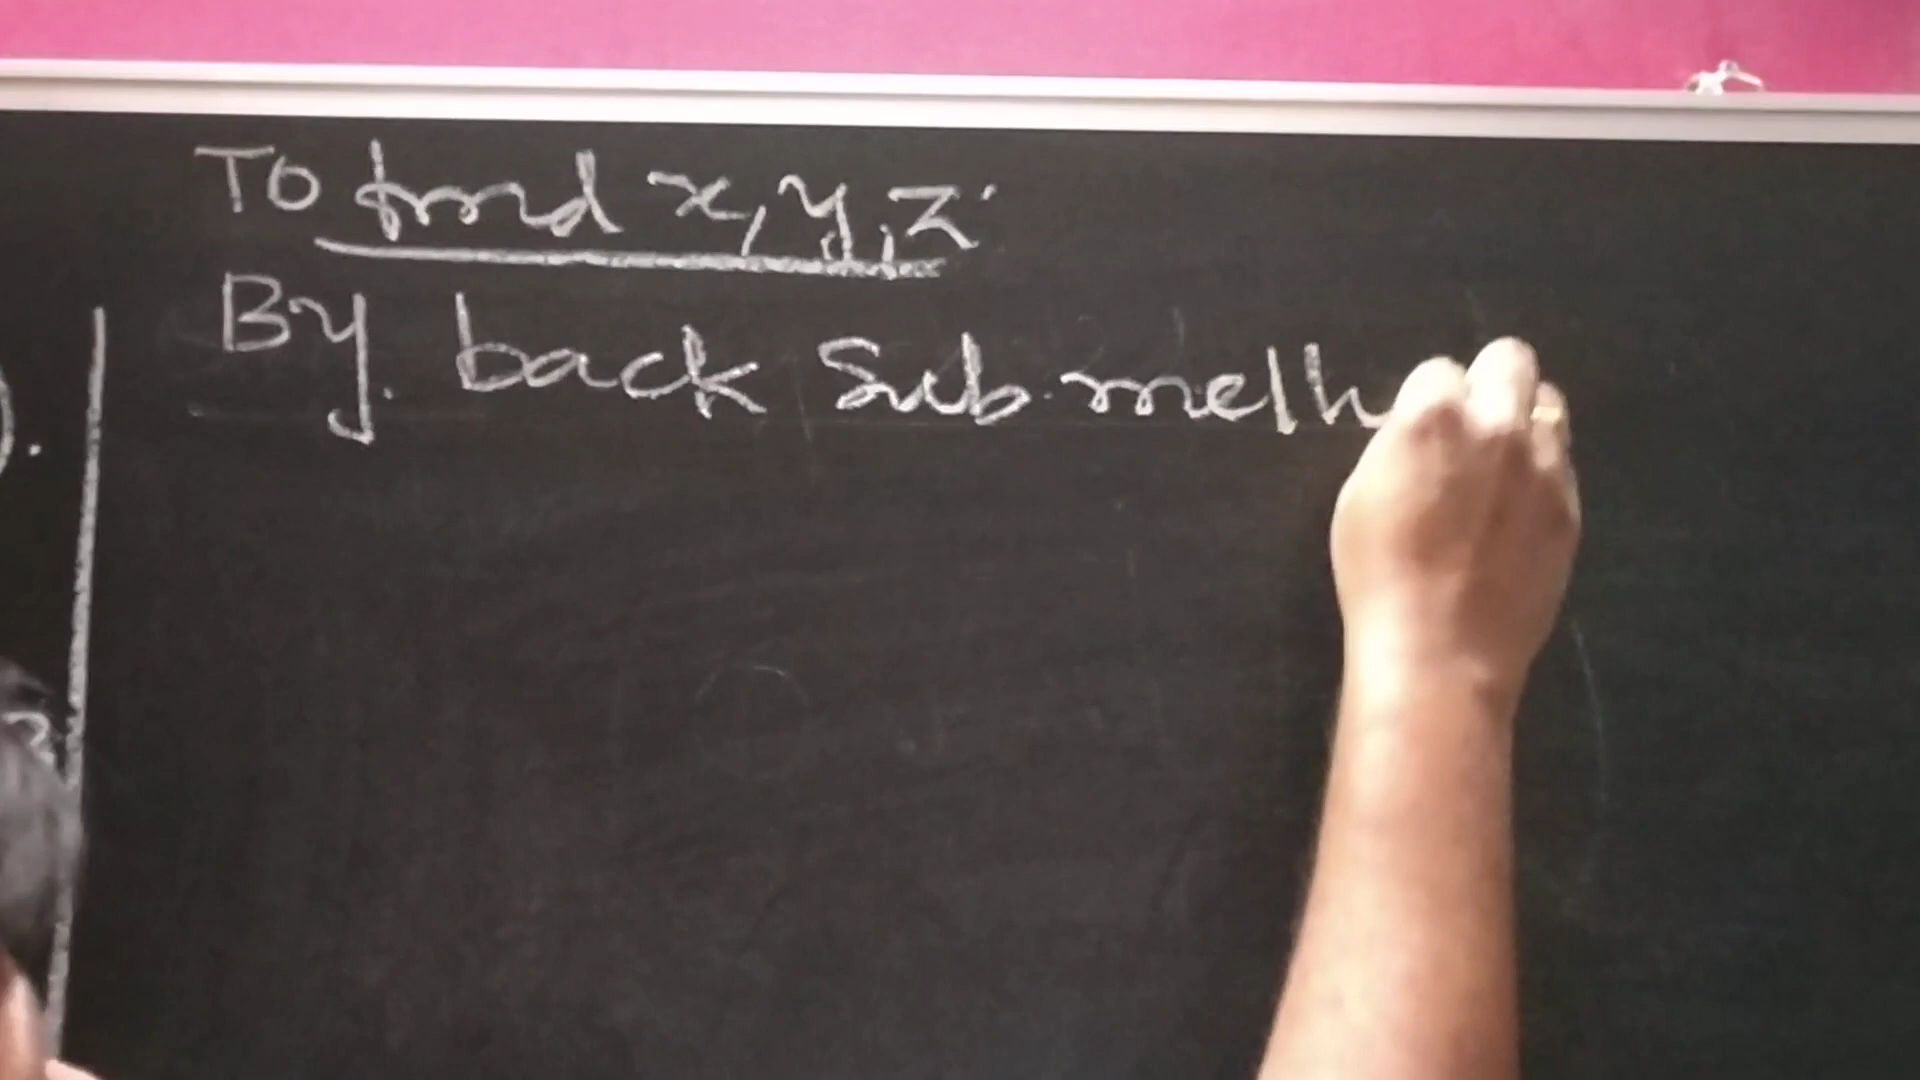 To find x, y, z
By back Sub. meth